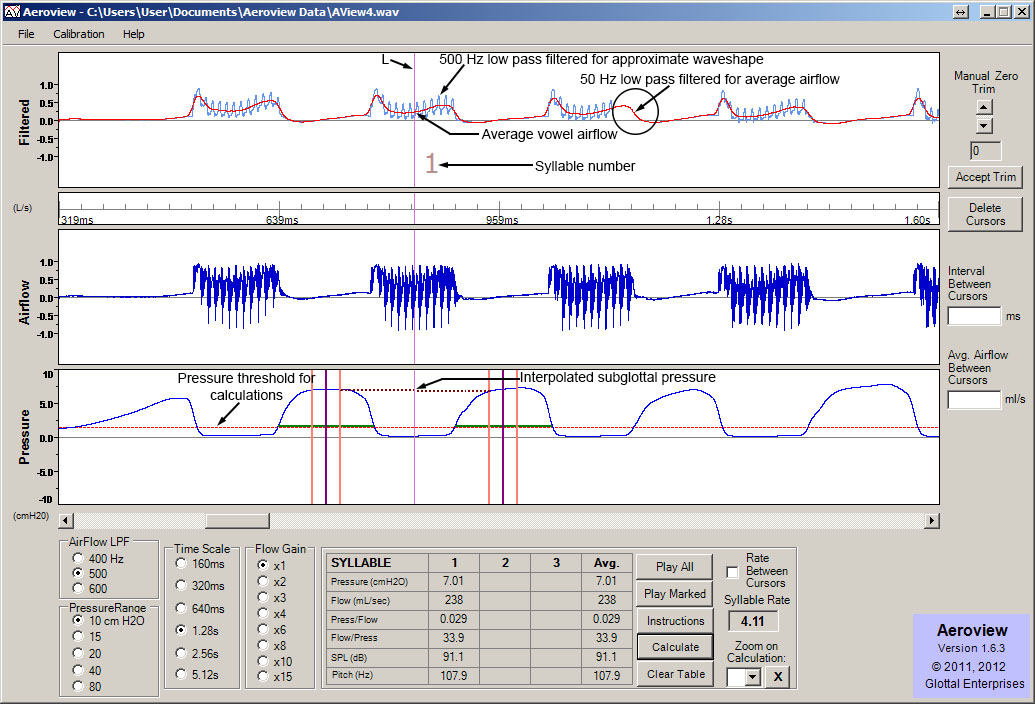 Aeroview - C:\Users\User\Documents\Aeroview Data\AView4.wav
File Calibration Help
L
500 Hz low pass filtered for approximate waveshape
50 Hz low pass filtered for average airflow
Average vowel airflow
1
Syllable number
Filtered
1.0
0.5
0.0
-0.5
-1.0
Manual Zero
Trim
0
Accept Trim
Delete
Cursors
(L/s)
319ms 639ms 959ms 1.28s 1.60s
Airflow
1.0
0.5
0.0
-0.5
-1.0
Interval
Between
Cursors
ms
Avg. Airflow
Between
Cursors
ml/s
Pressure threshold for
calculations
Interpolated subglottal pressure
Pressure
10
5.0
0.0
-5.0
-10
(cmH20)
AirFlow LPF
400 Hz
500
600
PressureRange
10 cm H2O
15
20
40
80
Time Scale
160ms
320ms
640ms
1.28s
2.56s
5.12s
Flow Gain
x1
x2
x3
x4
x6
x8
x10
x15
SYLLABLE 1 2 3 Avg.
Pressure (cmH2O) 7.01 7.01
Flow (mL/sec) 238 238
Press/Flow 0.029 0.029
Flow/Press 33.9 33.9
SPL (dB) 91.1 91.1
Pitch (Hz) 107.9 107.9
Play All
Play Marked
Instructions
Calculate
Clear Table
Rate
Between
Cursors
Syllable Rate
4.11
Zoom on
Calculation:
X
Aeroview
Version 1.6.3
© 2011, 2012
Glottal Enterprises